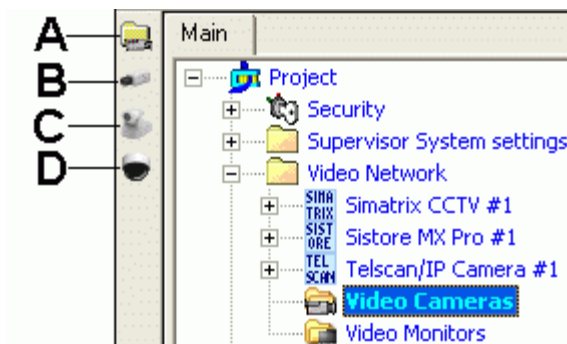 A
Main
B
Project
Security
C
Supervisor System settings
D
Video Network
SIMA
TRIX
Simatrix CCTV #1
SIST
ORE
Sistore MX Pro #1
TEL
SCAN
Telscan/IP Camera #1
Video Cameras
Video Monitors